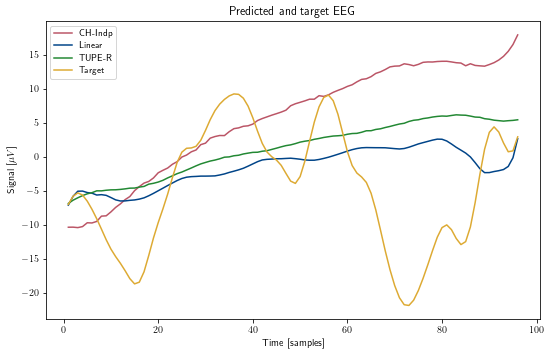 Predicted and target EEG
CH-Indp
Linear
TUPE-R
Target
Signal [μV]
15
10
5
0
−5
−10
−15
−20
0
20
40
60
80
100
Time [samples]